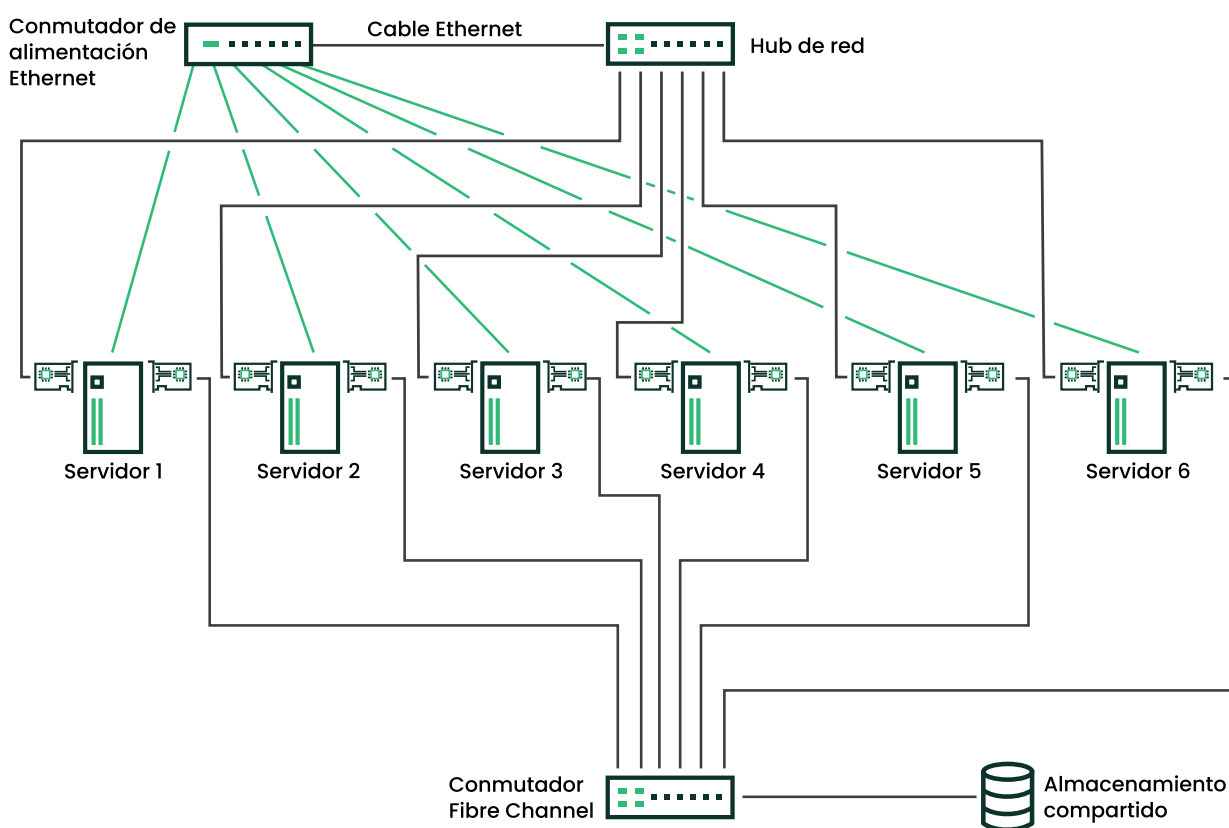 Conmutador de
alimentación
Ethernet
Cable Ethernet
Hub de red
Servidor 1
Servidor 2
Servidor 3
Servidor 4
Servidor 5
Servidor 6
Conmutador
Fibre Channel
Almacenamiento
compartido